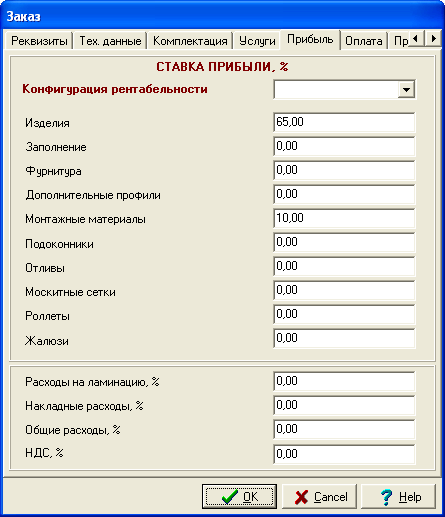 Заказ
Реквизиты Тех. данные Комплектация Услуги Прибыль Оплата Пр
СТАВКА ПРИБЫЛИ, %
Конфигурация рентабельности
Изделия 65,00
Заполнение 0,00
Фурнитура 0,00
Дополнительные профили 0,00
Монтажные материалы 10,00
Подоконники 0,00
Отливы 0,00
Москитные сетки 0,00
Роллеты 0,00
Жалюзи 0,00
Расходы на ламинацию, % 0,00
Накладные расходы, % 0,00
Общие расходы, % 0,00
НДС, % 0,00
OK Cancel Help